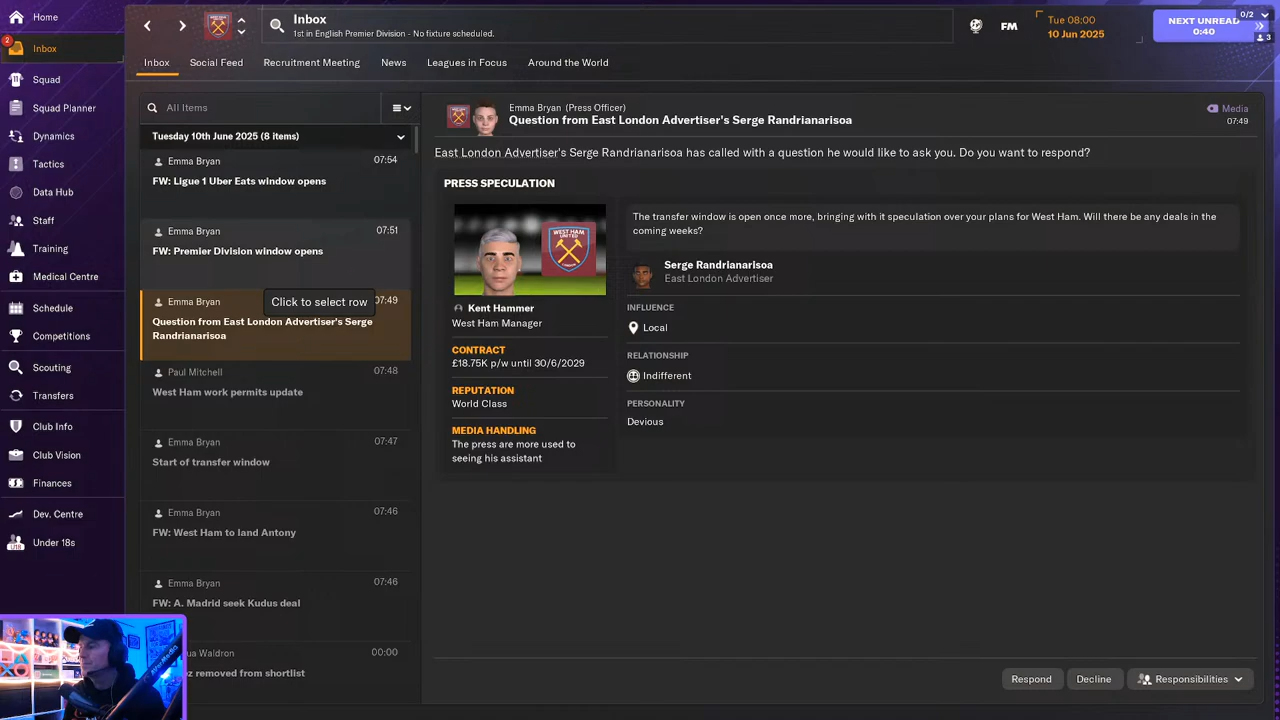 Home
Inbox
1st in English Premier Division - No fixture scheduled.
FM
Tue 08:00
10 Jun 2025
NEXT UNREAD
0:40
0/2
3
2
Inbox
Squad
Squad Planner
Dynamics
Tactics
Data Hub
Staff
Training
Medical Centre
Schedule
Competitions
Scouting
Transfers
Club Info
Club Vision
Finances
Dev. Centre
Under 18s
Inbox
Social Feed
Recruitment Meeting
News
Leagues in Focus
Around the World
All Items
Tuesday 10th June 2025 (8 items)
Emma Bryan 07:54
FW: Ligue 1 Uber Eats window opens
Emma Bryan 07:51
FW: Premier Division window opens
Emma Bryan 07:49
Click to select row
Question from East London Advertiser's Serge
Randrianarisoa
Paul Mitchell 07:48
West Ham work permits update
Emma Bryan 07:47
Start of transfer window
Emma Bryan 07:46
FW: West Ham to land Antony
Emma Bryan 07:46
FW: A. Madrid seek Kudus deal
Waldron 00:00
removed from shortlist
Emma Bryan (Press Officer)
Question from East London Advertiser's Serge Randrianarisoa
Media
07:49
East London Advertiser's Serge Randrianarisoa has called with a question he would like to ask you. Do you want to respond?
PRESS SPECULATION
WEST HAM
UNITED
LONDON
Kent Hammer
West Ham Manager
CONTRACT
£18.75K p/w until 30/6/2029
REPUTATION
World Class
MEDIA HANDLING
The press are more used to
seeing his assistant
The transfer window is open once more, bringing with it speculation over your plans for West Ham. Will there be any deals in the
coming weeks?
Serge Randrianarisoa
East London Advertiser
INFLUENCE
Local
RELATIONSHIP
Indifferent
PERSONALITY
Devious
Respond
Decline
Responsibilities